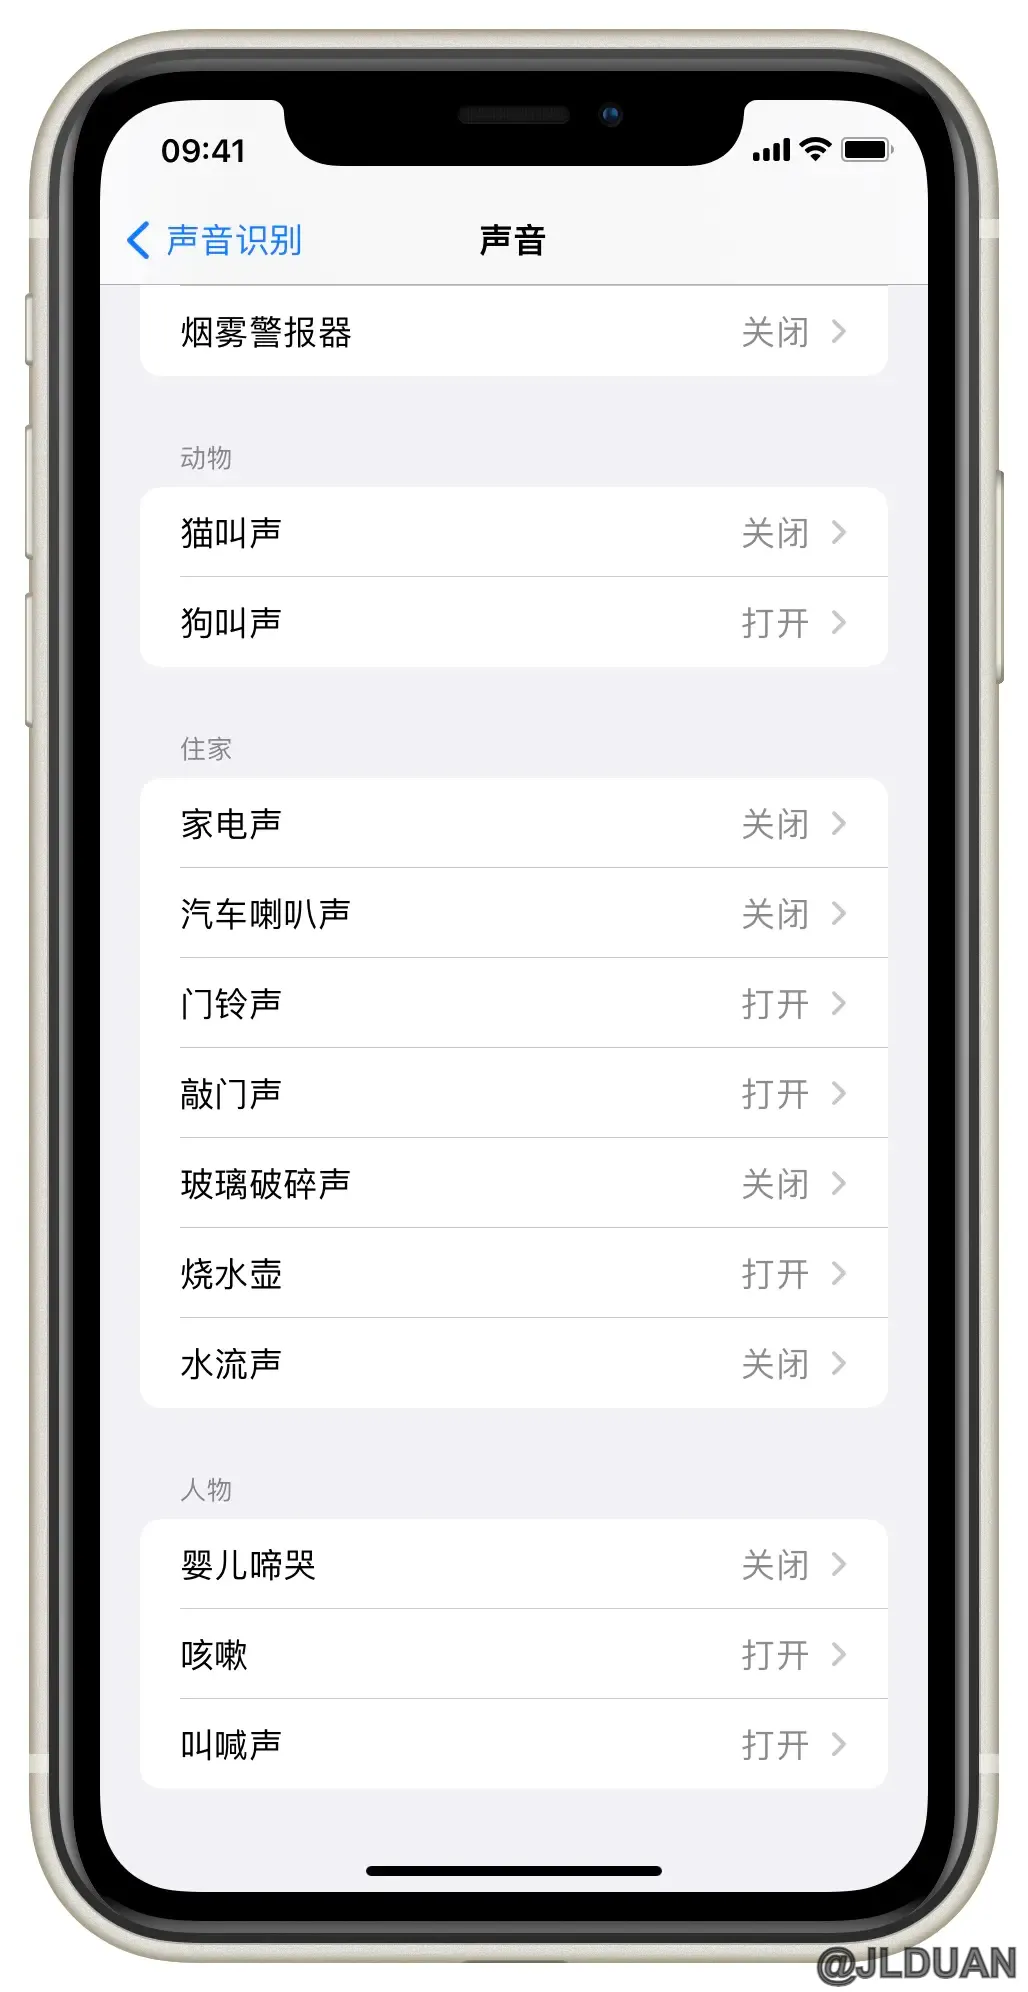 09:41
声音识别 声音
烟雾警报器 关闭
动物
猫叫声 关闭
狗叫声 打开
住家
家电声 关闭
汽车喇叭声 关闭
门铃声 打开
敲门声 打开
玻璃破碎声 关闭
烧水壶 打开
水流声 关闭
人物
婴儿啼哭 关闭
咳嗽 打开
叫喊声 打开
@JLDUAN